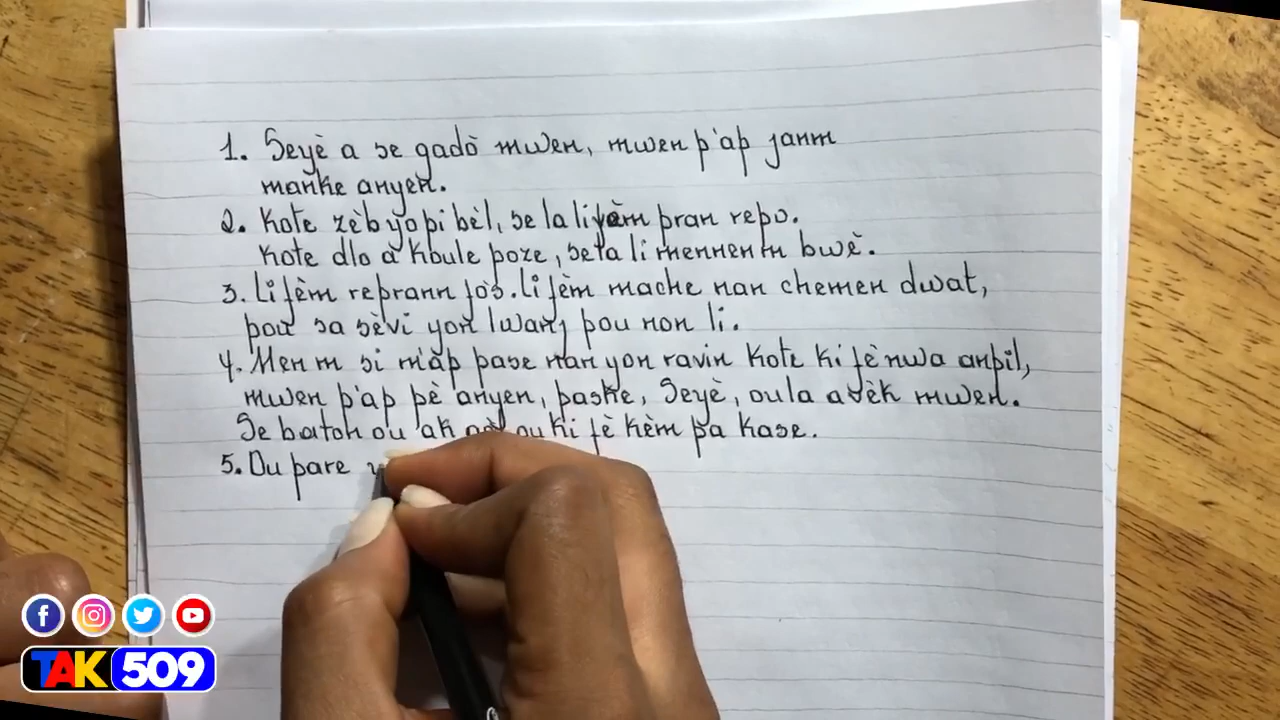 1. Seyè a se gadò mwen, mwen p'ap janm
manke anyen.
2. Kote zèb yo pi bèl, se la li fèm pran repo.
Kote dlo a koule poze, se la li mennen m bwè.
3. Li fèm reprann fòs. Li fèm mache nan chemen dwat,
pou sa sèvi yon lwanj pou non li.
4. Menm si m'ap pase nan yon ravin kote ki fè nwa anpil,
mwen p'ap pè anyen, paske, Seyè, ou la avèk mwen.
Se baton ou ak ou ki fè kèm pa kase.
5. Ou pare
TAK 509